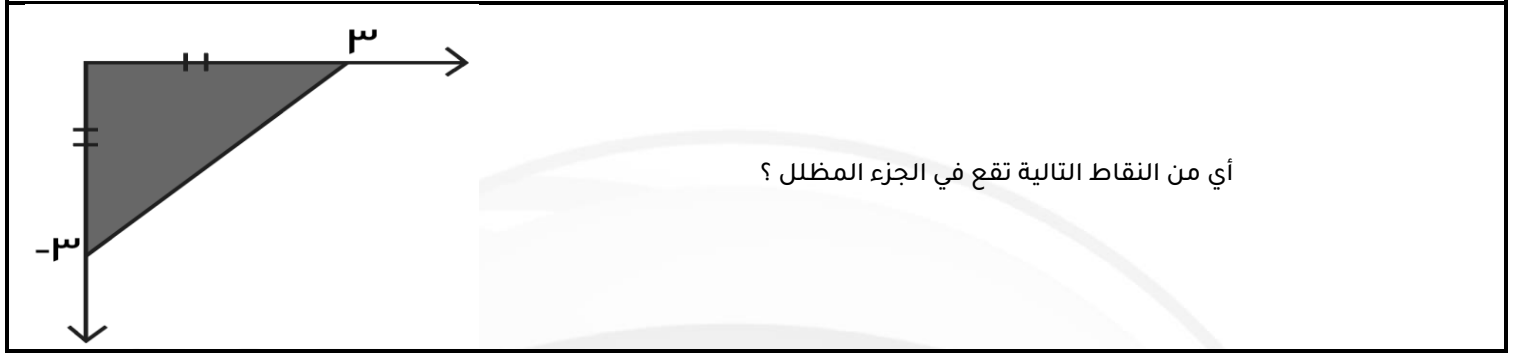 ٣
أي من النقاط التالية تقع في الجزء المظلل ؟
-٣